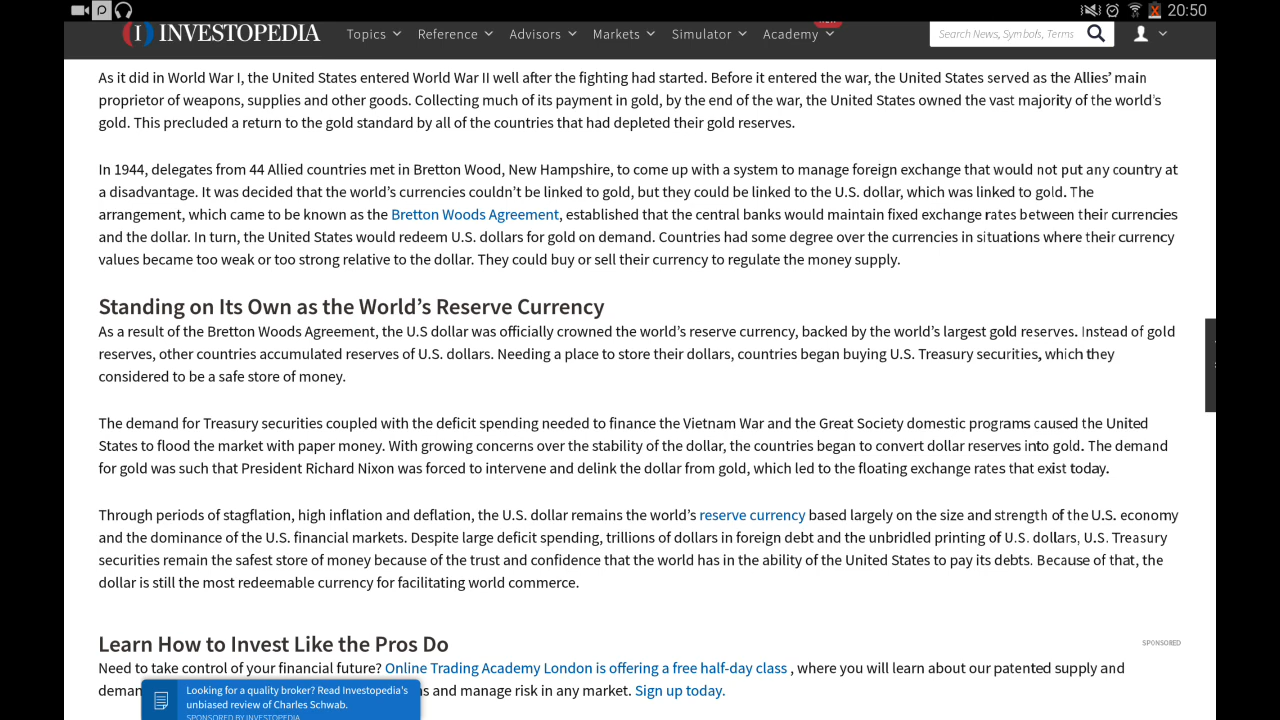 20:50
INVESTOPEDIA
Topics Reference Advisors Markets Simulator Academy
Search News, Symbols, Terms
As it did in World War I, the United States entered World War II well after the fighting had started. Before it entered the war, the United States served as the Allies’ main
proprietor of weapons, supplies and other goods. Collecting much of its payment in gold, by the end of the war, the United States owned the vast majority of the world’s
gold. This precluded a return to the gold standard by all of the countries that had depleted their gold reserves.
In 1944, delegates from 44 Allied countries met in Bretton Wood, New Hampshire, to come up with a system to manage foreign exchange that would not put any country at
a disadvantage. It was decided that the world’s currencies couldn’t be linked to gold, but they could be linked to the U.S. dollar, which was linked to gold. The
arrangement, which came to be known as the Bretton Woods Agreement, established that the central banks would maintain fixed exchange rates between their currencies
and the dollar. In turn, the United States would redeem U.S. dollars for gold on demand. Countries had some degree over the currencies in situations where their currency
values became too weak or too strong relative to the dollar. They could buy or sell their currency to regulate the money supply.
Standing on Its Own as the World’s Reserve Currency
As a result of the Bretton Woods Agreement, the U.S dollar was officially crowned the world’s reserve currency, backed by the world’s largest gold reserves. Instead of gold
reserves, other countries accumulated reserves of U.S. dollars. Needing a place to store their dollars, countries began buying U.S. Treasury securities, which they
considered to be a safe store of money.
The demand for Treasury securities coupled with the deficit spending needed to finance the Vietnam War and the Great Society domestic programs caused the United
States to flood the market with paper money. With growing concerns over the stability of the dollar, the countries began to convert dollar reserves into gold. The demand
for gold was such that President Richard Nixon was forced to intervene and delink the dollar from gold, which led to the floating exchange rates that exist today.
Through periods of stagflation, high inflation and deflation, the U.S. dollar remains the world’s reserve currency based largely on the size and strength of the U.S. economy
and the dominance of the U.S. financial markets. Despite large deficit spending, trillions of dollars in foreign debt and the unbridled printing of U.S. dollars, U.S. Treasury
securities remain the safest store of money because of the trust and confidence that the world has in the ability of the United States to pay its debts. Because of that, the
dollar is still the most redeemable currency for facilitating world commerce.
Learn How to Invest Like the Pros Do
SPONSORED
Need to take control of your financial future? Online Trading Academy London is offering a free half-day class , where you will learn about our patented supply and
and manage risk in any market. Sign up today.
Looking for a quality broker? Read Investopedia's
unbiased review of Charles Schwab.
SPONSORED BY INVESTOPEDIA